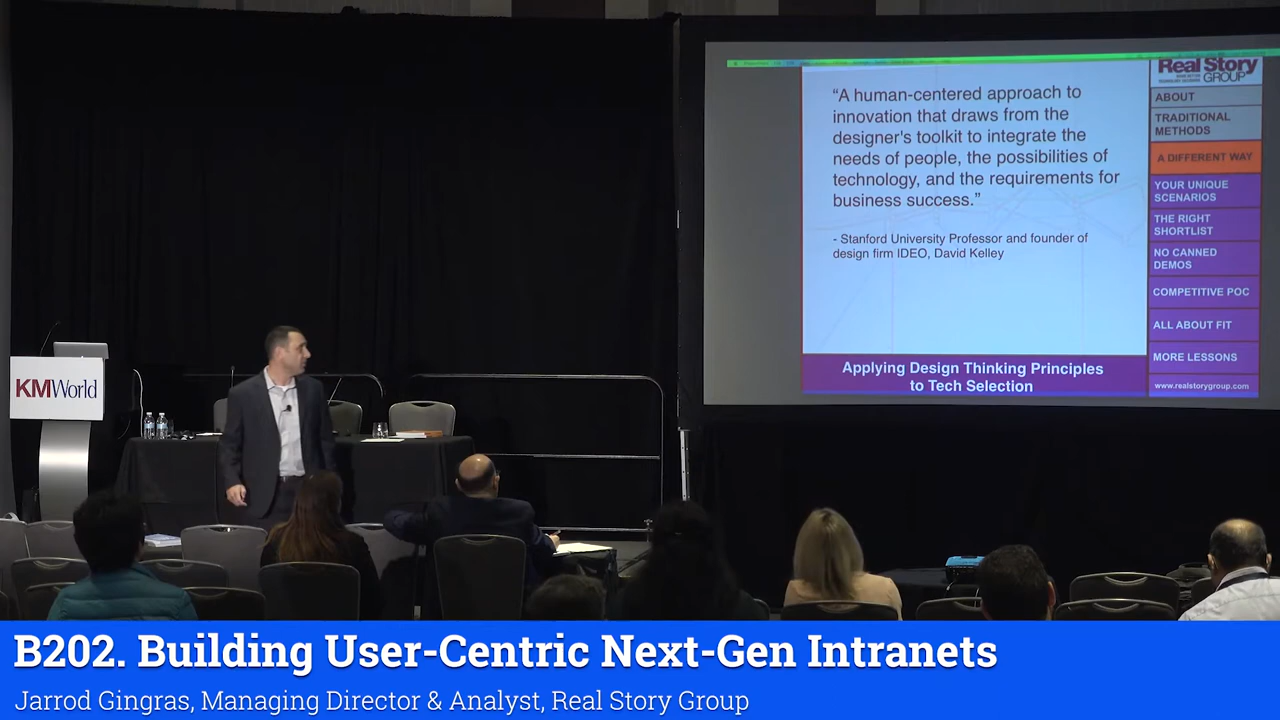 Real Story
GROUP
“A human-centered approach to
innovation that draws from the
designer's toolkit to integrate the
needs of people, the possibilities of
technology, and the requirements for
business success.”
- Stanford University Professor and founder of
design firm IDEO, David Kelley
Applying Design Thinking Principles
to Tech Selection
ABOUT
TRADITIONAL
METHODS
A DIFFERENT WAY
YOUR UNIQUE
SCENARIOS
THE RIGHT
SHORTLIST
NO CANNED
DEMOS
COMPETITIVE POC
ALL ABOUT FIT
MORE LESSONS
www.realstorygroup.com
KMWorld
B202. Building User-Centric Next-Gen Intranets
Jarrod Gingras, Managing Director & Analyst, Real Story Group